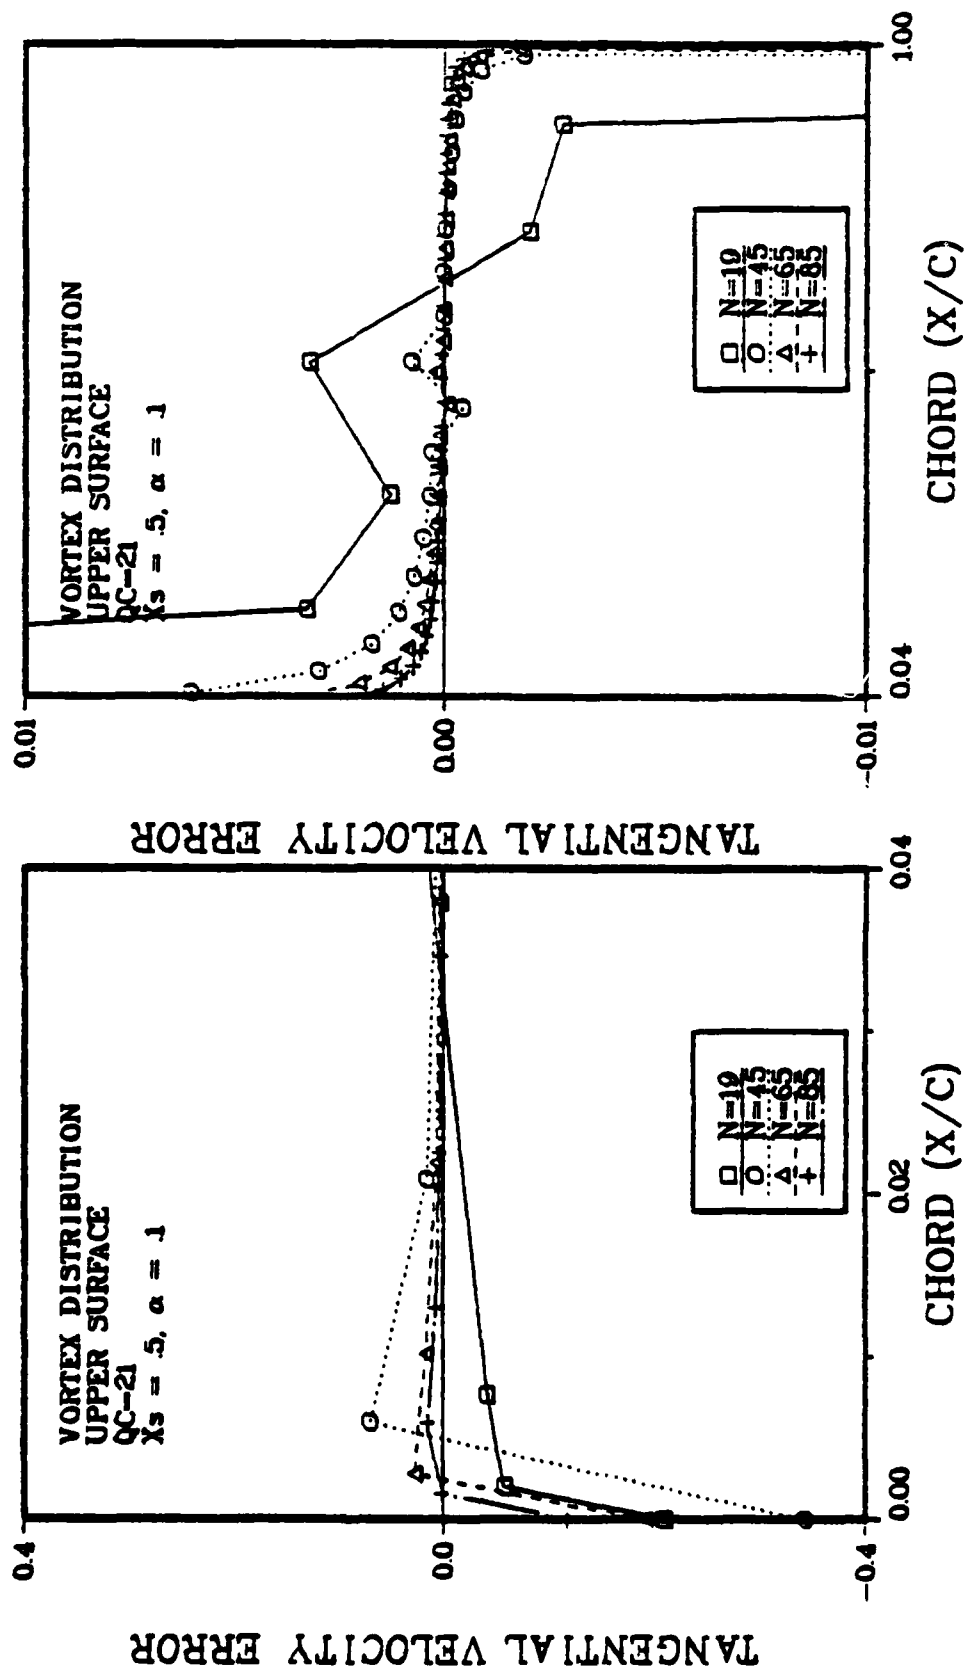 VORTEX DISTRIBUTION
UPPER SURFACE
QC=21
Xs = .5, α = .1
0.4
0.0
-0.4
TANGENTIAL VELOCITY ERROR
0.00
0.02
0.04
CHORD (X/C)
N=19
N=45
N=65
N=85
VORTEX DISTRIBUTION
UPPER SURFACE
QC=21
Xs = .5, α = .1
0.01
0.00
-0.01
TANGENTIAL VELOCITY ERROR
0.04
1.00
CHORD (X/C)
N=19
N=45
N=65
N=85